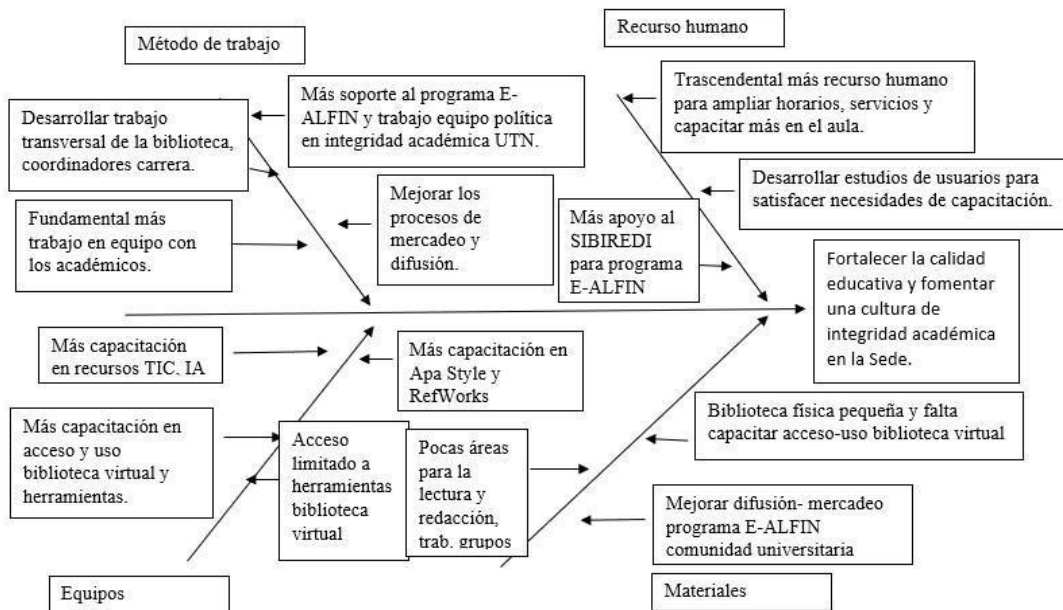 Método de trabajo
Recurso humano
Desarrollar trabajo
transversal de la biblioteca,
coordinadores carrera.
Más soporte al programa E-
ALFIN y trabajo equipo política
en integridad académica UTN.
Trascendental más recurso humano
para ampliar horarios, servicios y
capacitar más en el aula.
Fundamental más
trabajo en equipo con
los académicos.
Mejorar los
procesos de
mercadeo y
difusión.
Más apoyo al
SIBIREDI
para programa
E-ALFIN
Desarrollar estudios de usuarios para
satisfacer necesidades de capacitación.
Fortalecer la calidad
educativa y fomentar
una cultura de
integridad académica
en la Sede.
Más capacitación
en recursos TIC, IA
Más capacitación en
Apa Style y
RefWorks
Más capacitación en
acceso y uso
biblioteca virtual y
herramientas.
Acceso
limitado a
herramientas
biblioteca
virtual
Pocas áreas
para la
lectura y
redacción,
trab. grupos
Biblioteca física pequeña y falta
capacitar acceso-uso biblioteca virtual
Mejorar difusión- mercadeo
programa E-ALFIN
comunidad universitaria
Equipos
Materiales